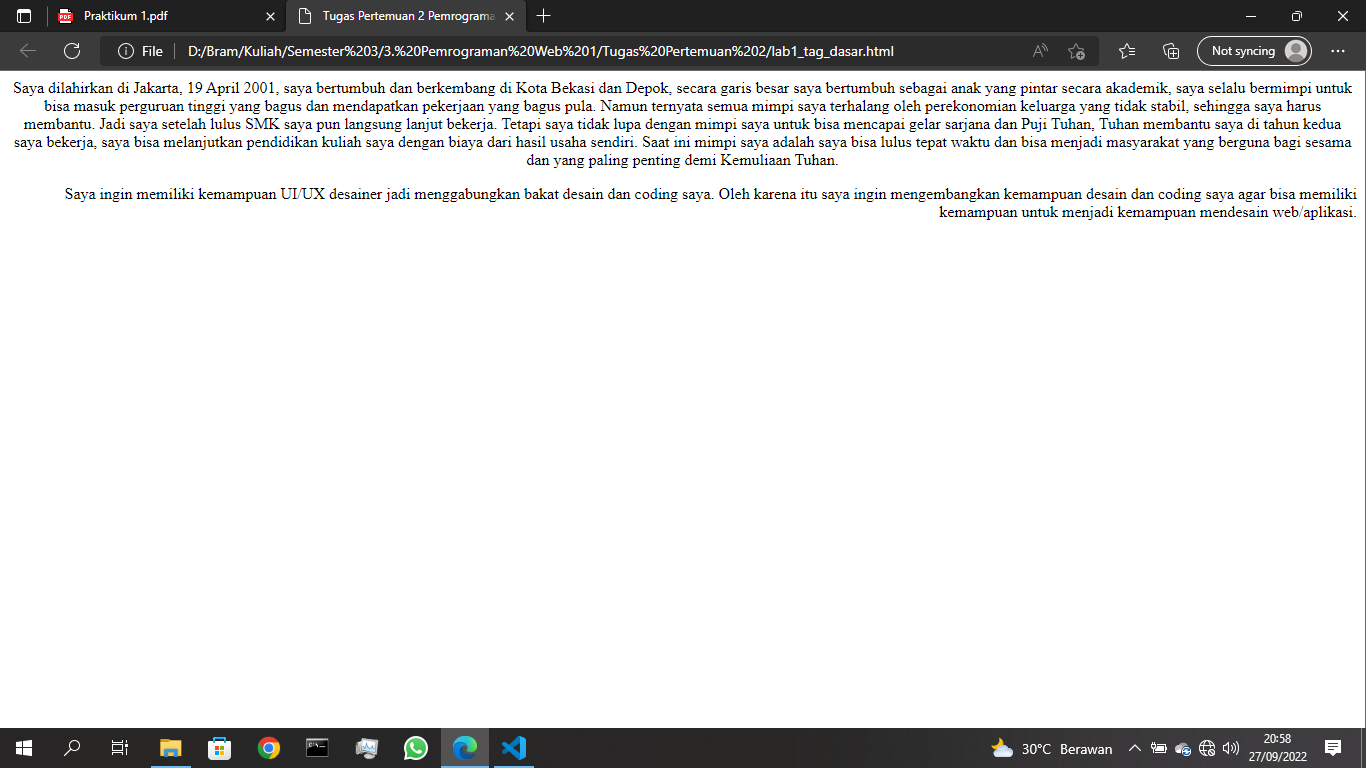 Praktikum 1.pdf
Tugas Pertemuan 2 Pemrograma
File
D:/Bram/Kuliah/Semester%203/3.%20Pemrograman%20Web%201/Tugas%20Pertemuan%202/lab1_tag_dasar.html
Not syncing
Saya dilahirkan di Jakarta, 19 April 2001, saya bertumbuh dan berkembang di Kota Bekasi dan Depok, secara garis besar saya bertumbuh sebagai anak yang pintar secara akademik, saya selalu bermimpi untuk
bisa masuk perguruan tinggi yang bagus dan mendapatkan pekerjaan yang bagus pula. Namun ternyata semua mimpi saya terhalang oleh perekonomian keluarga yang tidak stabil, sehingga saya harus
membantu. Jadi saya setelah lulus SMK saya pun langsung lanjut bekerja. Tetapi saya tidak lupa dengan mimpi saya untuk bisa mencapai gelar sarjana dan Puji Tuhan, Tuhan membantu saya di tahun kedua
saya bekerja, saya bisa melanjutkan pendidikan kuliah saya dengan biaya dari hasil usaha sendiri. Saat ini mimpi saya adalah saya bisa lulus tepat waktu dan bisa menjadi masyarakat yang berguna bagi sesama
dan yang paling penting demi Kemuliaan Tuhan.
Saya ingin memiliki kemampuan UI/UX desainer jadi menggabungkan bakat desain dan coding saya. Oleh karena itu saya ingin mengembangkan kemampuan desain dan coding saya agar bisa memiliki
kemampuan untuk menjadi kemampuan mendesain web/aplikasi.
30°C Berawan
20:58
27/09/2022